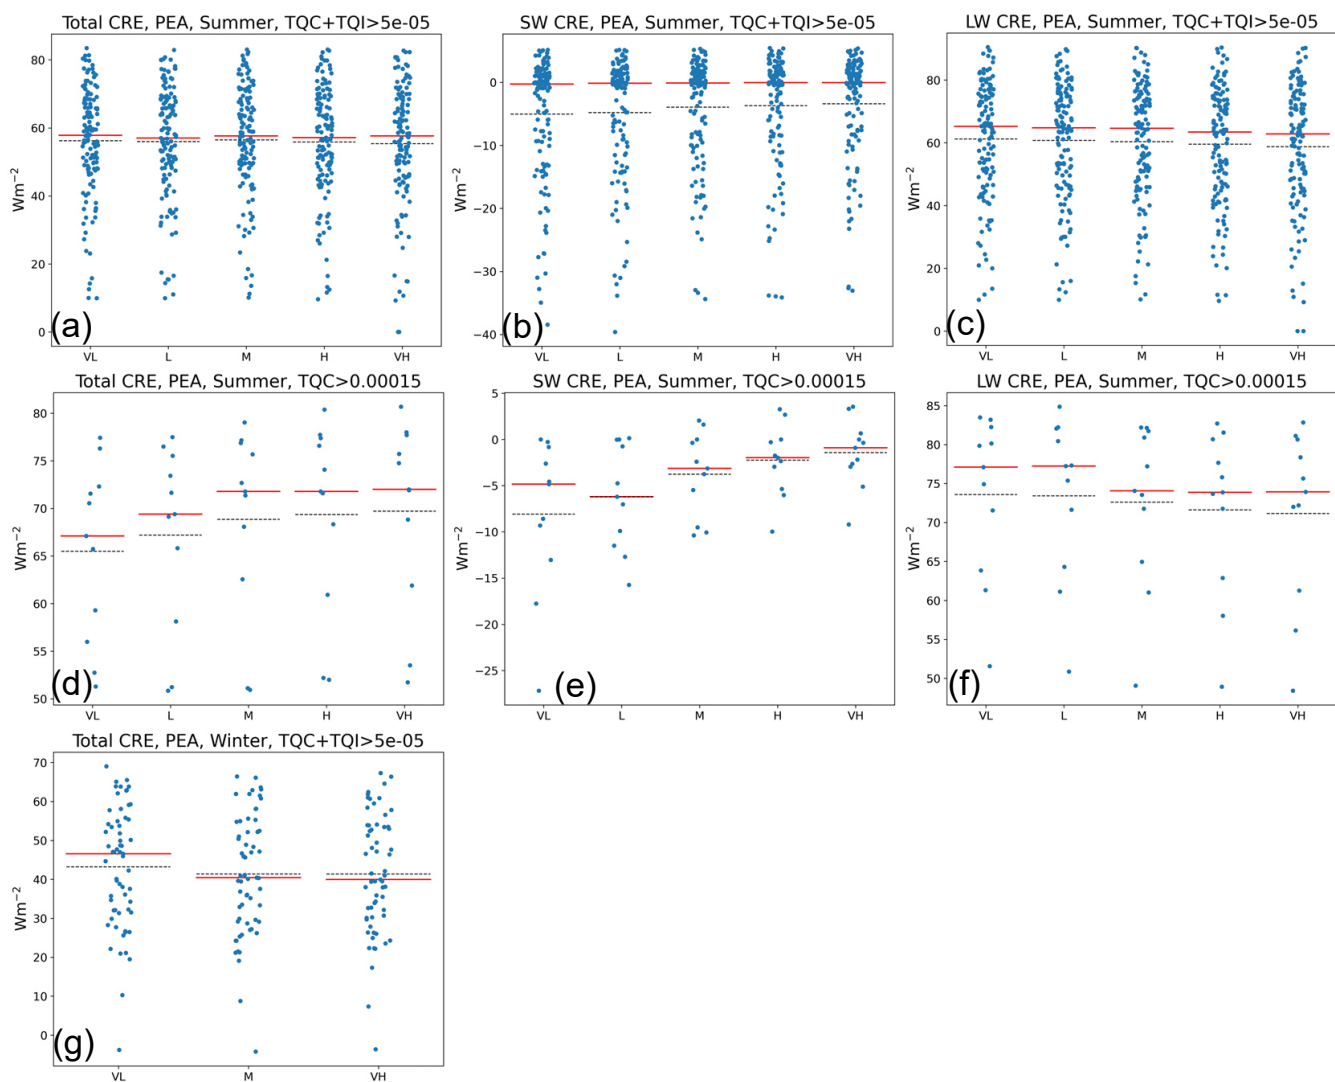 Total CRE, PEA, Summer, TQC+TQI>5e-05
80
60
40
20
0
Wm⁻²
(a)
VL L M H VH
SW CRE, PEA, Summer, TQC+TQI>5e-05
0
−10
−20
−30
−40
Wm⁻²
(b)
VL L M H VH
LW CRE, PEA, Summer, TQC+TQI>5e-05
80
60
40
20
0
Wm⁻²
(c)
VL L M H VH
Total CRE, PEA, Summer, TQC>0.00015
80
75
70
65
60
55
50
Wm⁻²
(d)
VL L M H VH
SW CRE, PEA, Summer, TQC>0.00015
5
0
−5
−10
−15
−20
−25
Wm⁻²
(e)
VL L M H VH
LW CRE, PEA, Summer, TQC>0.00015
85
80
75
70
65
60
55
50
Wm⁻²
(f)
VL L M H VH
Total CRE, PEA, Winter, TQC+TQI>5e-05
70
60
50
40
30
20
10
0
Wm⁻²
(g)
VL M VH